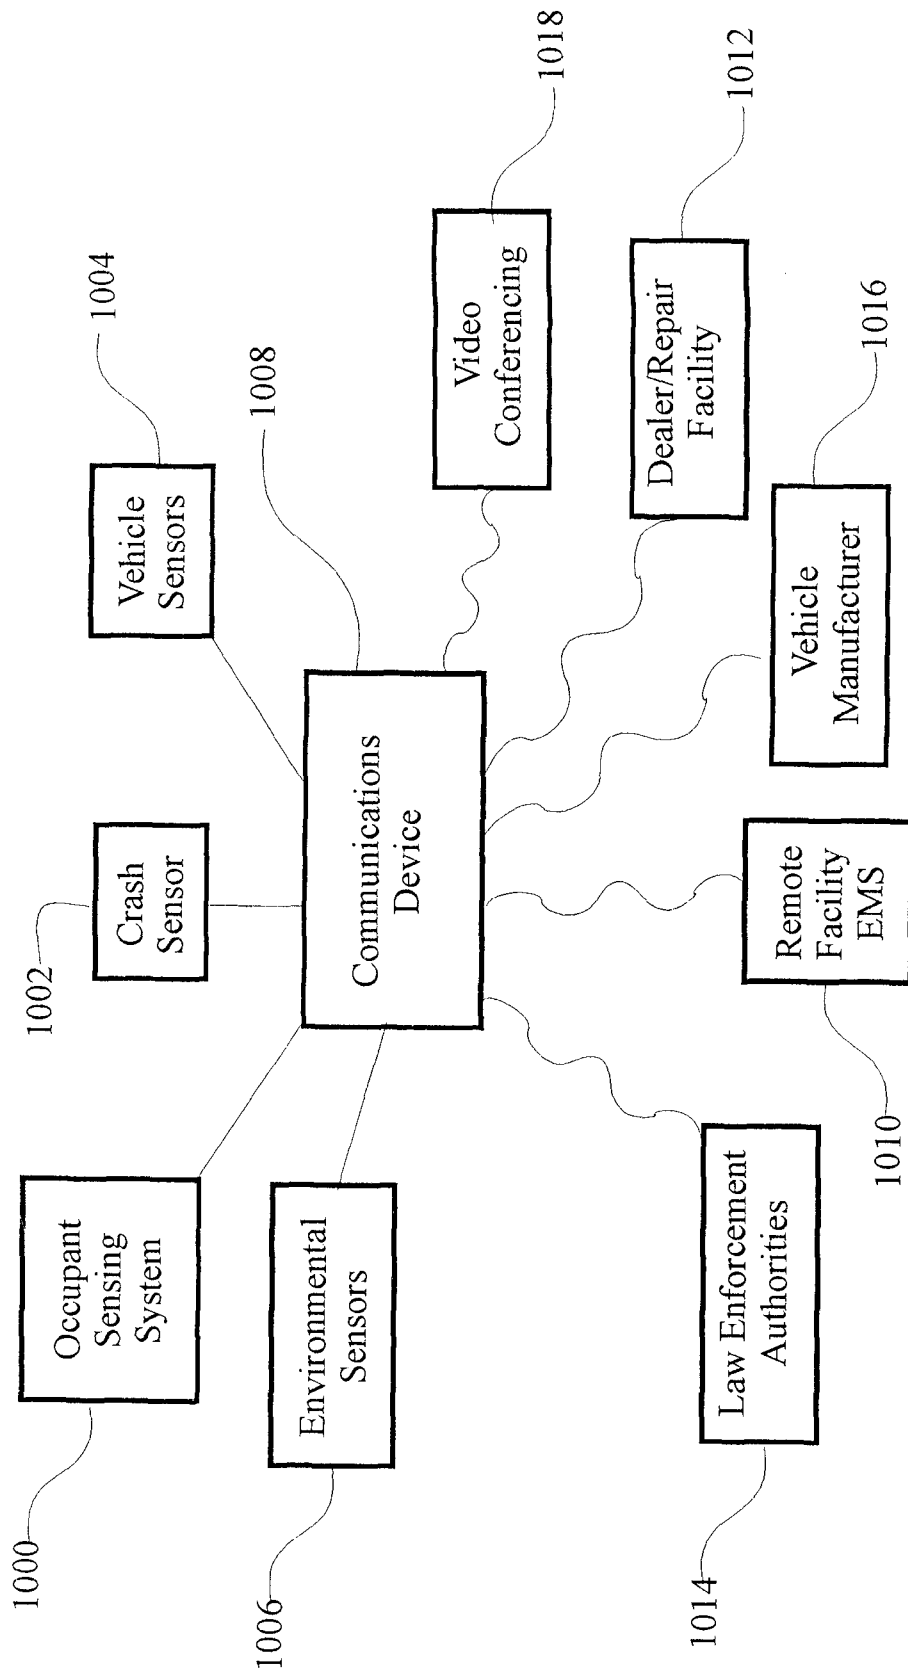 1000
Occupant
Sensing
System
1002
Crash
Sensor
1004
Vehicle
Sensors
1006
Environmental
Sensors
1008
Communications
Device
1018
Video
Conferencing
1012
Dealer/Repair
Facility
1016
Vehicle
Manufacturer
1010
Remote
Facility
EMS
1014
Law Enforcement
Authorities